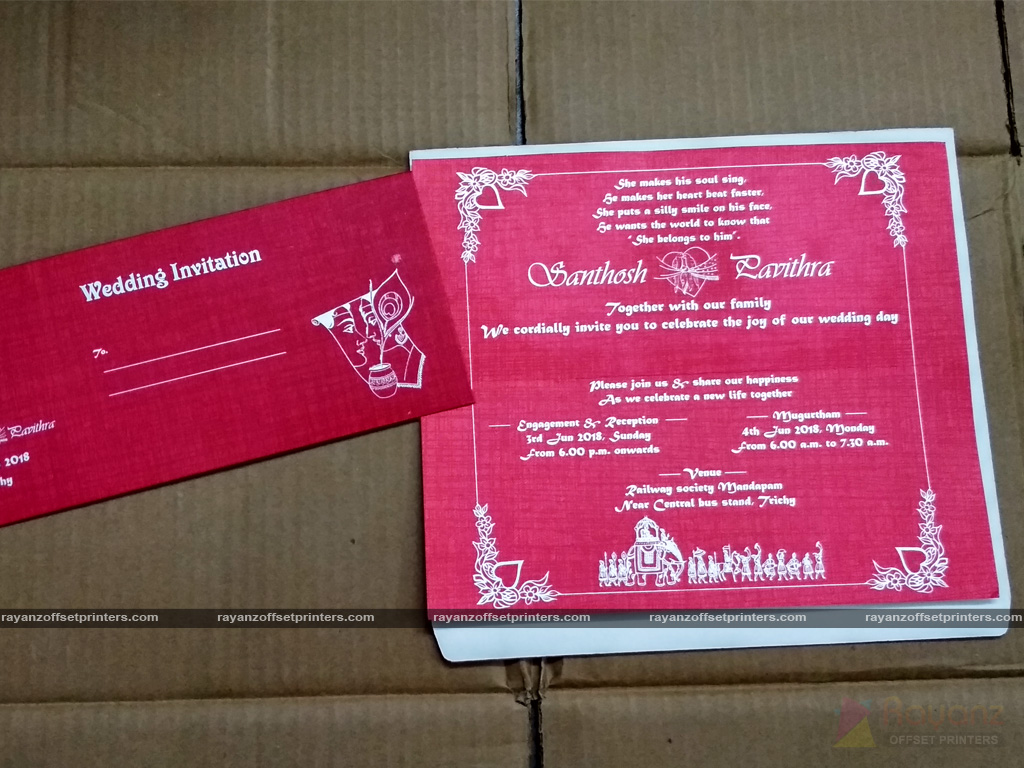 Wedding Invitation
To.
Pavithra
2018
She makes his soul sing,
He makes her heart beat faster,
She puts a silly smile on his face,
He wants the world to know that
"She belongs to him".
Santhosh Pavithra
Together with our family
We cordially invite you to celebrate the joy of our wedding day
Please join us & share our happiness
As we celebrate a new life together
Engagement & Reception
3rd Jun 2018, Sunday
From 6.00 p.m. onwards
Mugurtham
4th Jun 2018, Monday
From 6.00 a.m. to 7.30 a.m.
Venue
Railway society Mandapam
Near Central bus stand, Trichy
rayanzoffsetprinters.com rayanzoffsetprinters.com rayanzoffsetprinters.com rayanzoffsetprinters.com rayanzoffsetprinters.com
OFFSET PRINTERS